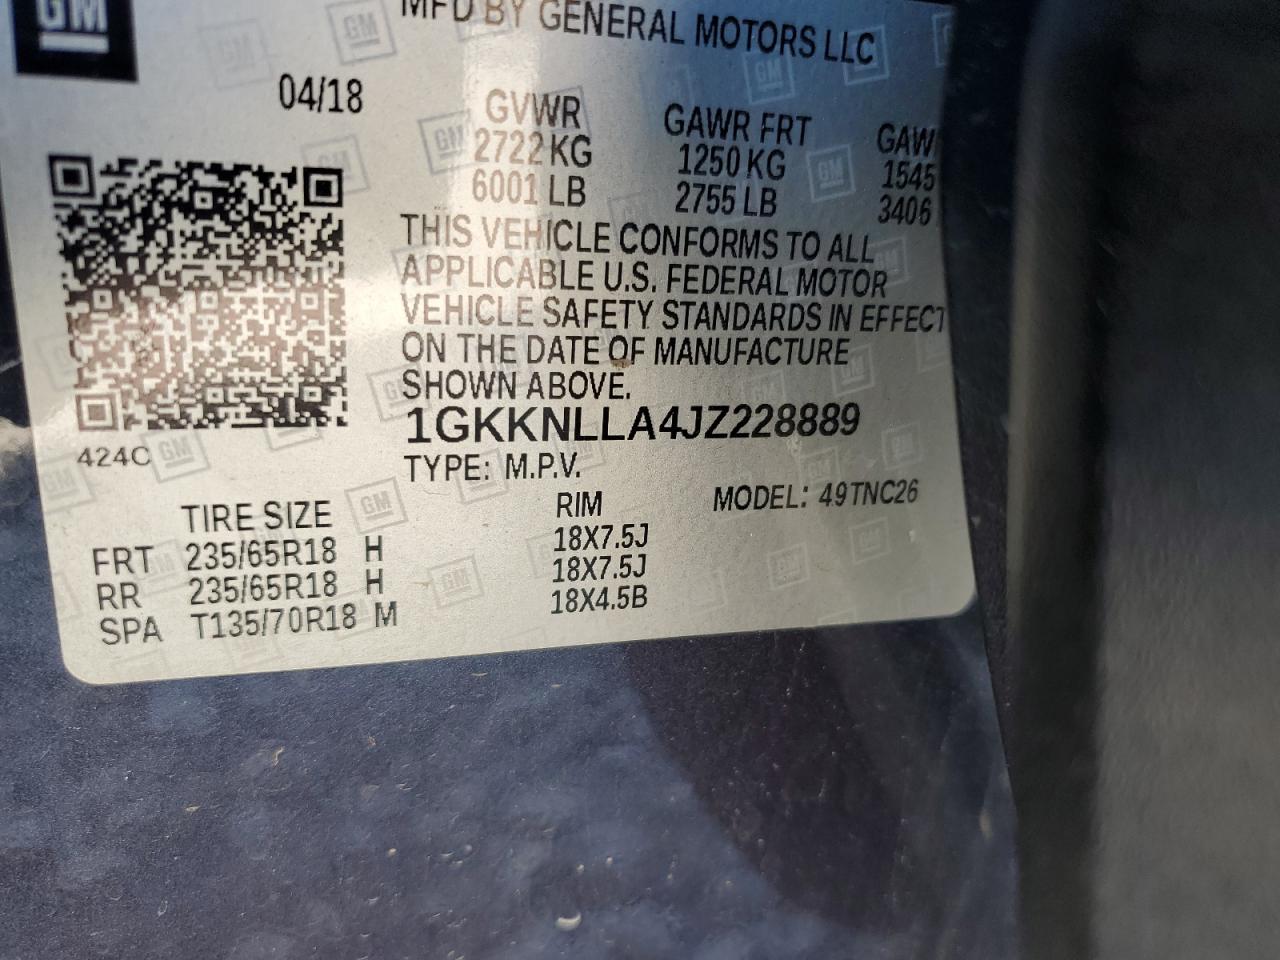 GM
MFD BY GENERAL MOTORS LLC
04/18
GVWR GAWR FRT GAW
2722 KG 1250 KG 1545
6001 LB 2755 LB 3406
THIS VEHICLE CONFORMS TO ALL
APPLICABLE U.S. FEDERAL MOTOR
VEHICLE SAFETY STANDARDS IN EFFECT
ON THE DATE OF MANUFACTURE
SHOWN ABOVE.
1GKKNLLA4JZ228889
424C
TYPE: M.P.V.
MODEL: 49TNC26
TIRE SIZE RIM
FRT 235/65R18 H 18X7.5J
RR 235/65R18 H 18X7.5J
SPA T135/70R18 M 18X4.5B